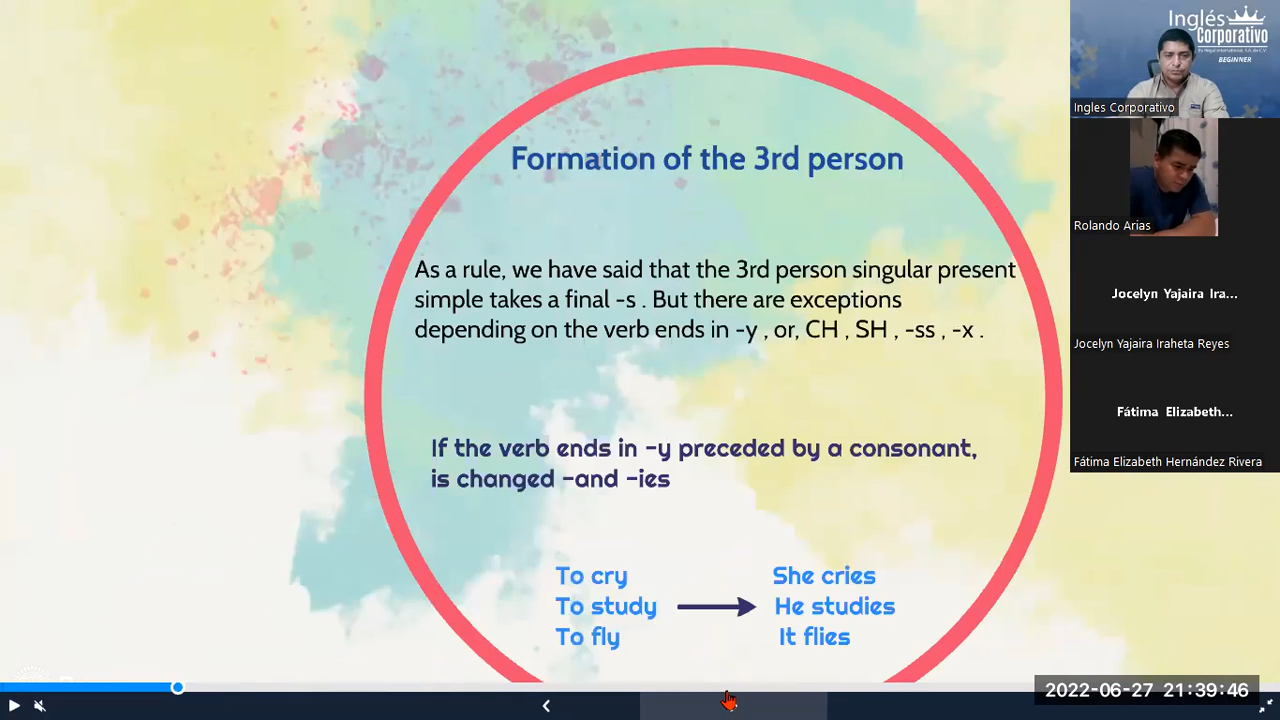 Formation of the 3rd person
As a rule, we have said that the 3rd person singular present
simple takes a final -s . But there are exceptions
depending on the verb ends in -y , or, CH , SH , -ss , -x .
If the verb ends in -y preceded by a consonant,
is changed -and -ies
To cry
To study
To fly
She cries
He studies
It flies
Inglés
Corporativo
BEGINNER
Ingles Corporativo
Rolando Arias
Jocelyn Yajaira Ira...
Jocelyn Yajaira Iraheta Reyes
Fátima Elizabeth...
Fátima Elizabeth Hernández Rivera
2022-06-27 21:39:46